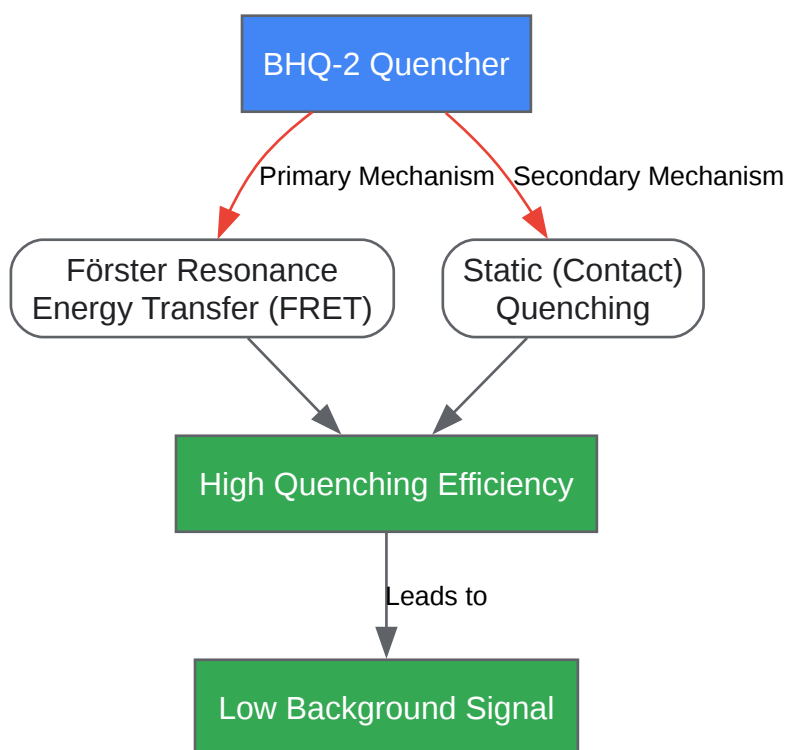 BHQ-2 Quencher
Primary Mechanism
Secondary Mechanism
Förster Resonance
Energy Transfer (FRET)
Static (Contact)
Quenching
High Quenching Efficiency
Leads to
Low Background Signal